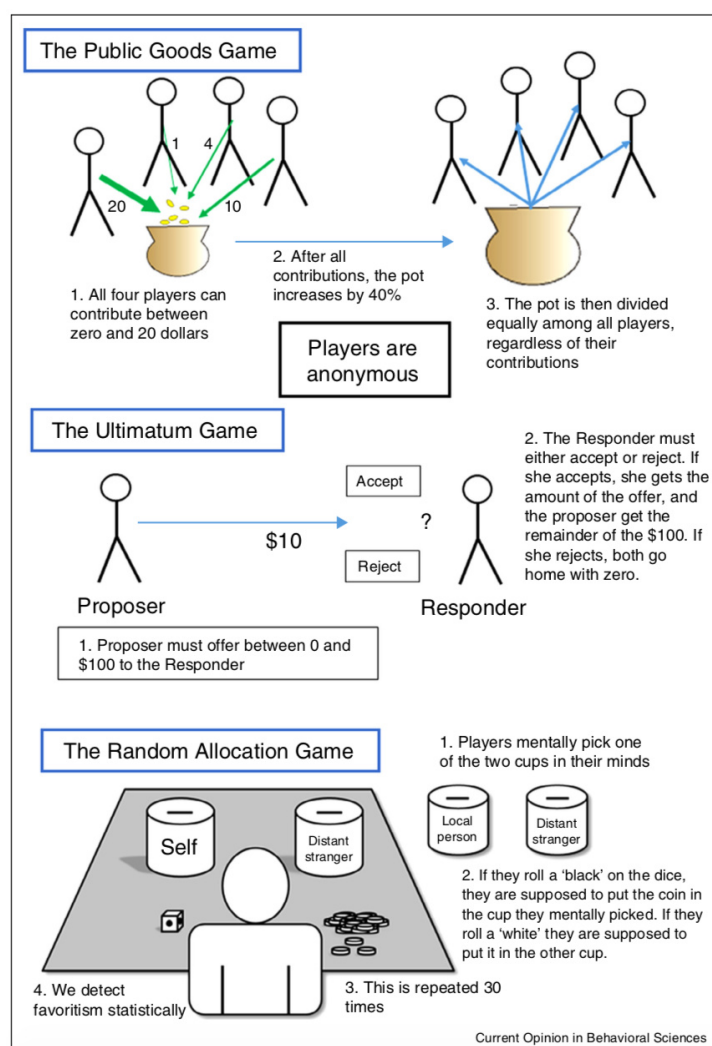 The Public Goods Game
1
4
20
10
1. All four players can
contribute between
zero and 20 dollars
2. After all
contributions, the pot
increases by 40%
3. The pot is then divided
equally among all players,
regardless of their
contributions
Players are
anonymous
The Ultimatum Game
Accept
$10
?
Reject
Proposer
Responder
2. The Responder must
either accept or reject. If
she accepts, she gets the
amount of the offer, and
the proposer get the
remainder of the $100. If
she rejects, both go
home with zero.
1. Proposer must offer between 0 and
$100 to the Responder
The Random Allocation Game
1. Players mentally pick one
of the two cups in their minds
Self
Distant
stranger
Local
person
Distant
stranger
2. If they roll a ‘black’ on the dice,
they are supposed to put the coin in
the cup they mentally picked. If they
roll a ‘white’ they are supposed to
put it in the other cup.
4. We detect
favoritism statistically
3. This is repeated 30
times
Current Opinion in Behavioral Sciences